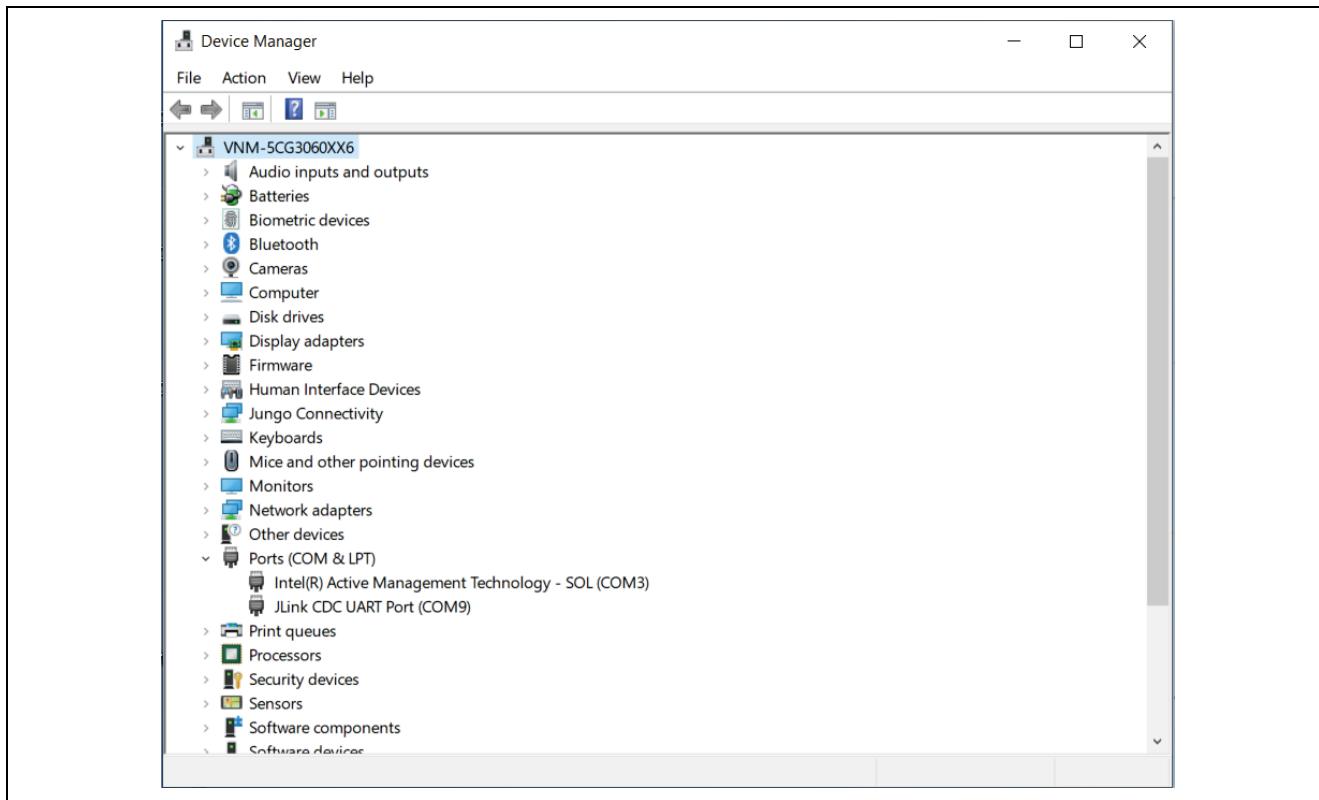 Device Manager
File Action View Help
VNM-5CG3060XX6
Audio inputs and outputs
Batteries
Biometric devices
Bluetooth
Cameras
Computer
Disk drives
Display adapters
Firmware
Human Interface Devices
Jungo Connectivity
Keyboards
Mice and other pointing devices
Monitors
Network adapters
Other devices
Ports (COM & LPT)
Intel(R) Active Management Technology - SOL (COM3)
JLink CDC UART Port (COM9)
Print queues
Processors
Security devices
Sensors
Software components
Software devices